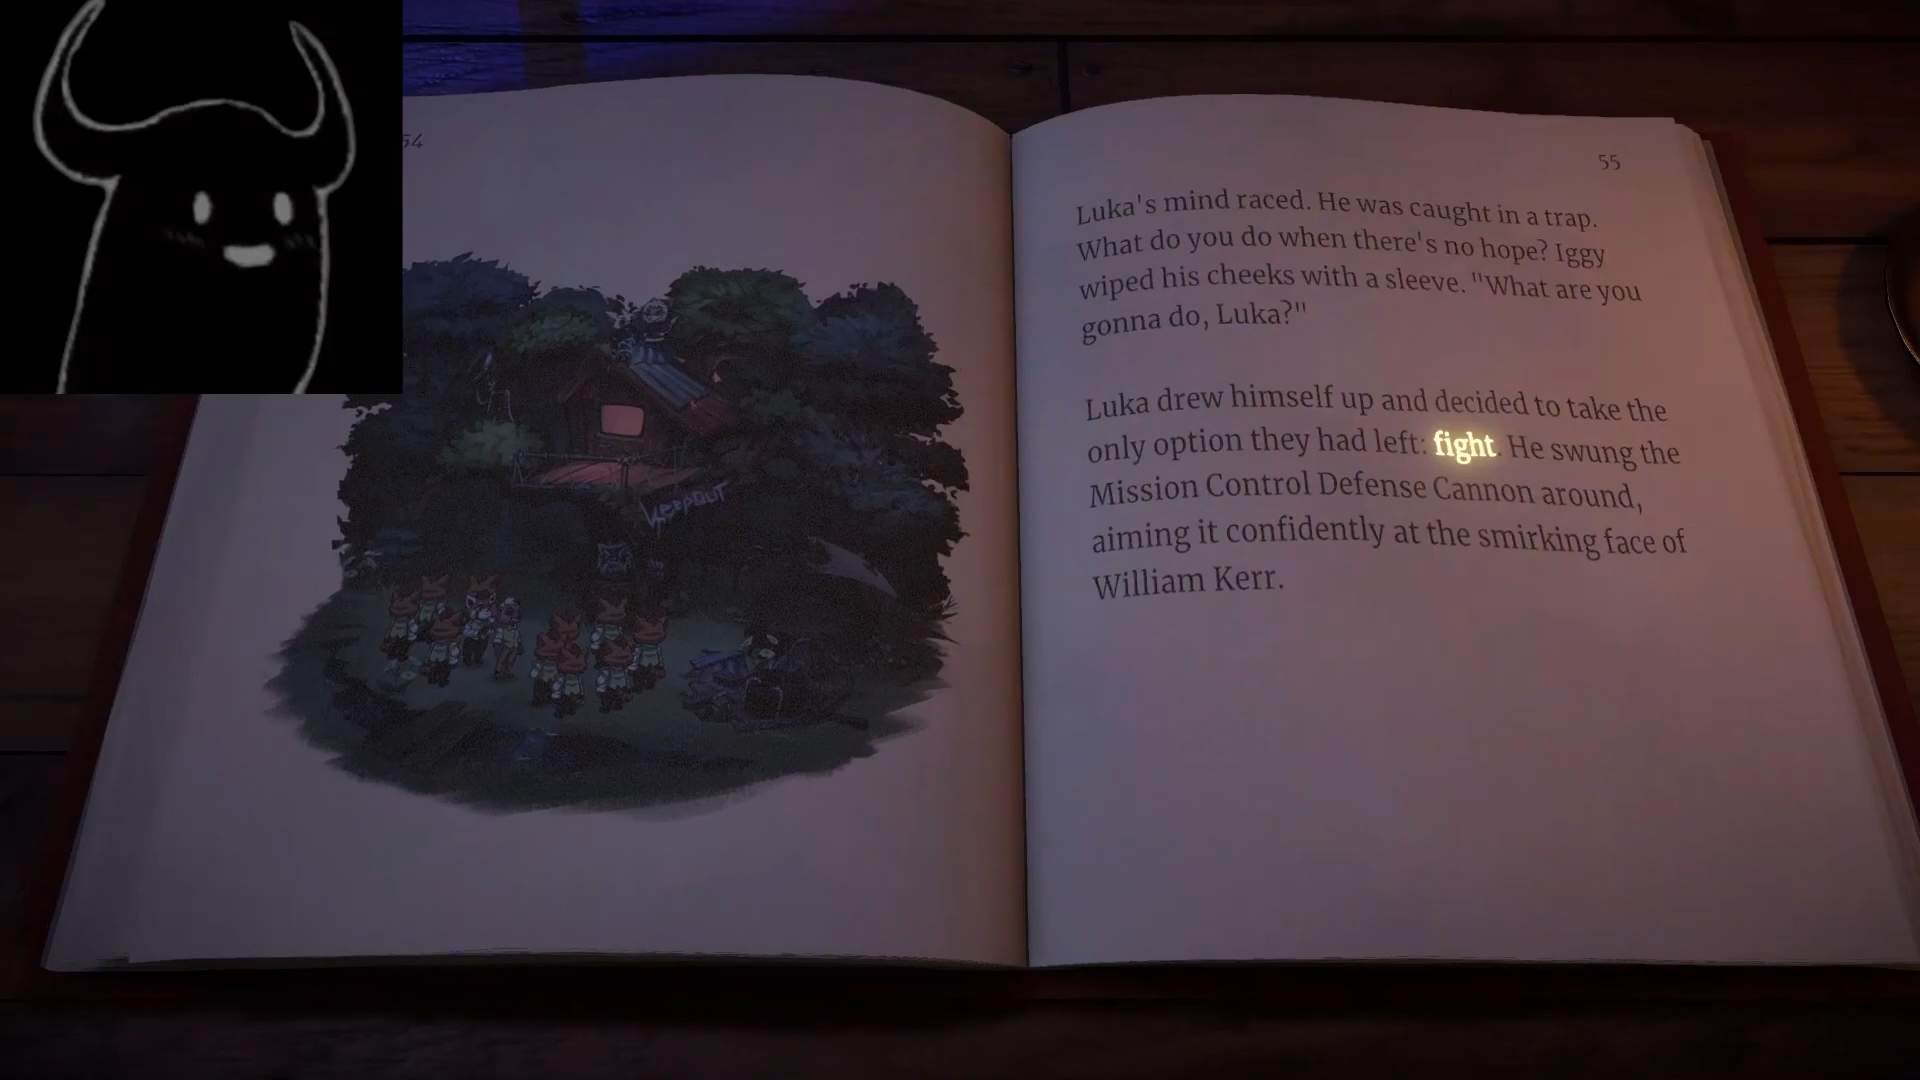 54
55
Luka's mind raced. He was caught in a trap.
What do you do when there's no hope? Iggy
wiped his cheeks with a sleeve. "What are you
gonna do, Luka?"
Luka drew himself up and decided to take the
only option they had left: fight. He swung the
Mission Control Defense Cannon around,
aiming it confidently at the smirking face of
William Kerr.
KEEPOUT